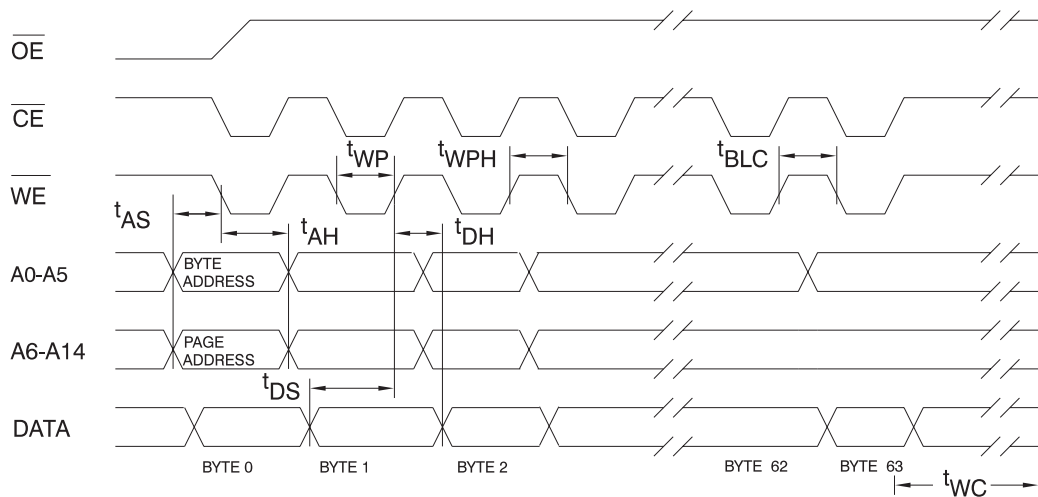 OE
CE
tWP
tWPH
tBLC
WE
tAS
tAH
tDH
A0-A5
BYTE
ADDRESS
A6-A14
PAGE
ADDRESS
tDS
DATA
BYTE 0
BYTE 1
BYTE 2
BYTE 62
BYTE 63
tWC